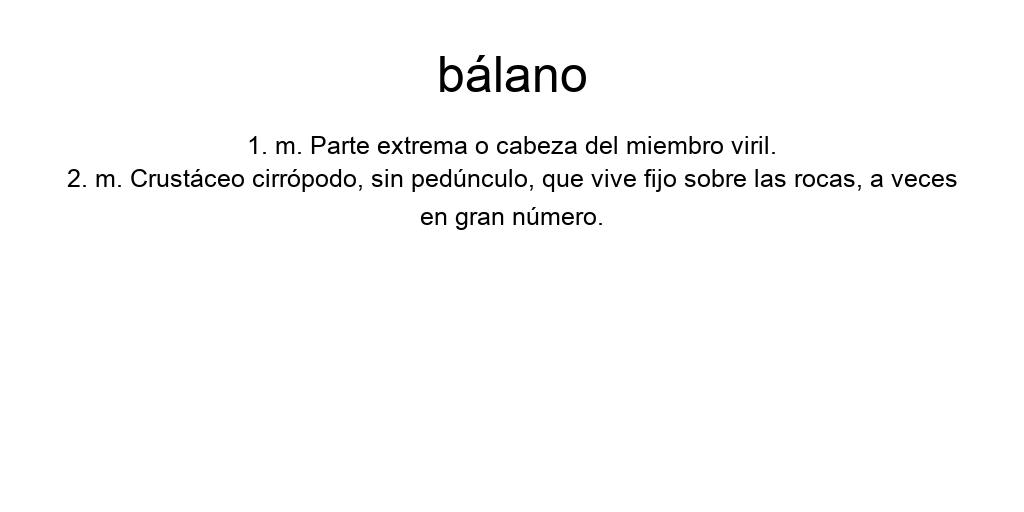 bálano
1. m. Parte extrema o cabeza del miembro viril.
2. m. Crustáceo cirrópodo, sin pedúnculo, que vive fijo sobre las rocas, a veces
en gran número.